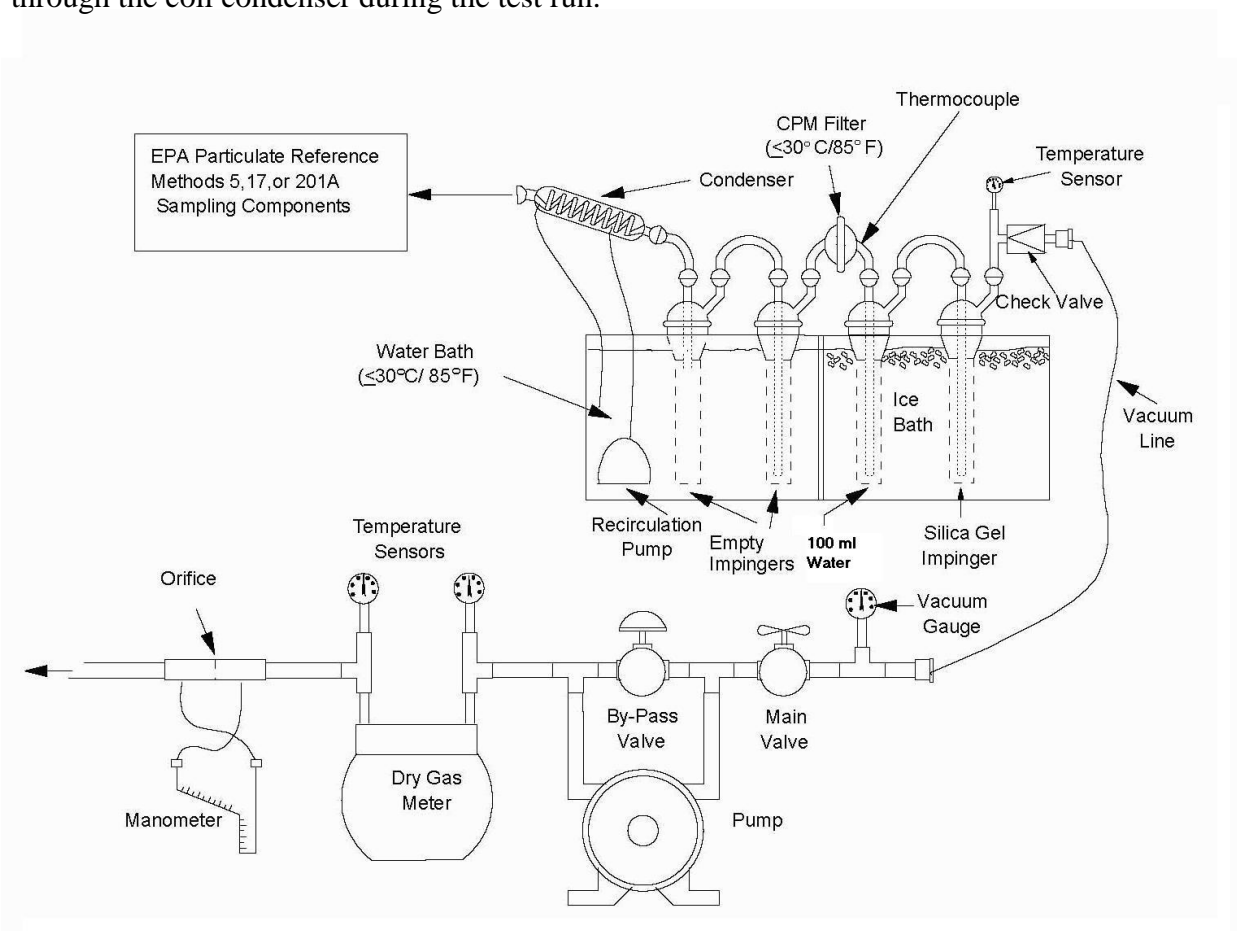 through the coil condenser during the test run.
EPA Particulate Reference
Methods 5,17,or 201A
Sampling Components
Condenser
CPM Filter
(≤30° C/85° F)
Thermocouple
Temperature
Sensor
Check Valve
Water Bath
(≤30°C/ 85°F)
Ice
Bath
Vacuum
Line
Recirculation
Pump
Empty
Impingers
100 ml
Water
Silica Gel
Impinger
Temperature
Sensors
Orifice
Vacuum
Gauge
By-Pass
Valve
Main
Valve
Dry Gas
Meter
Manometer
Pump